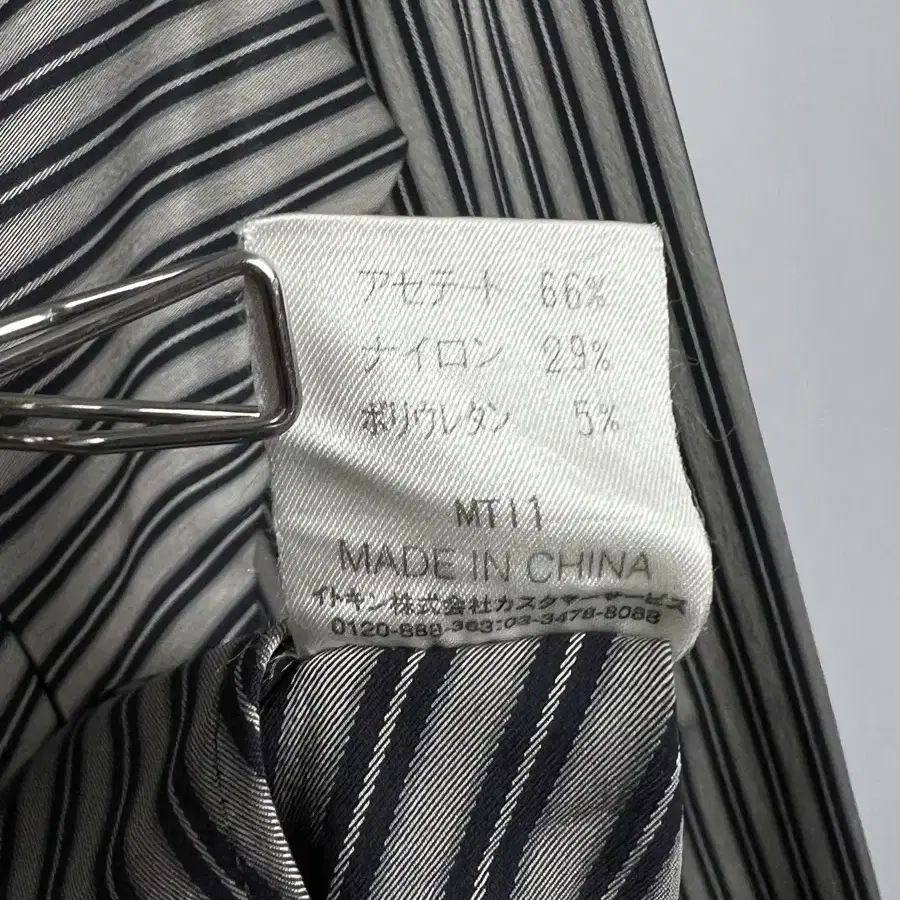 アセテート 66%
ナイロン 29%
ポリウレタン 5%
MT11
MADE IN CHINA
イトキン株式会社カスタマーサービス
0120-888-363:03-3478-8088